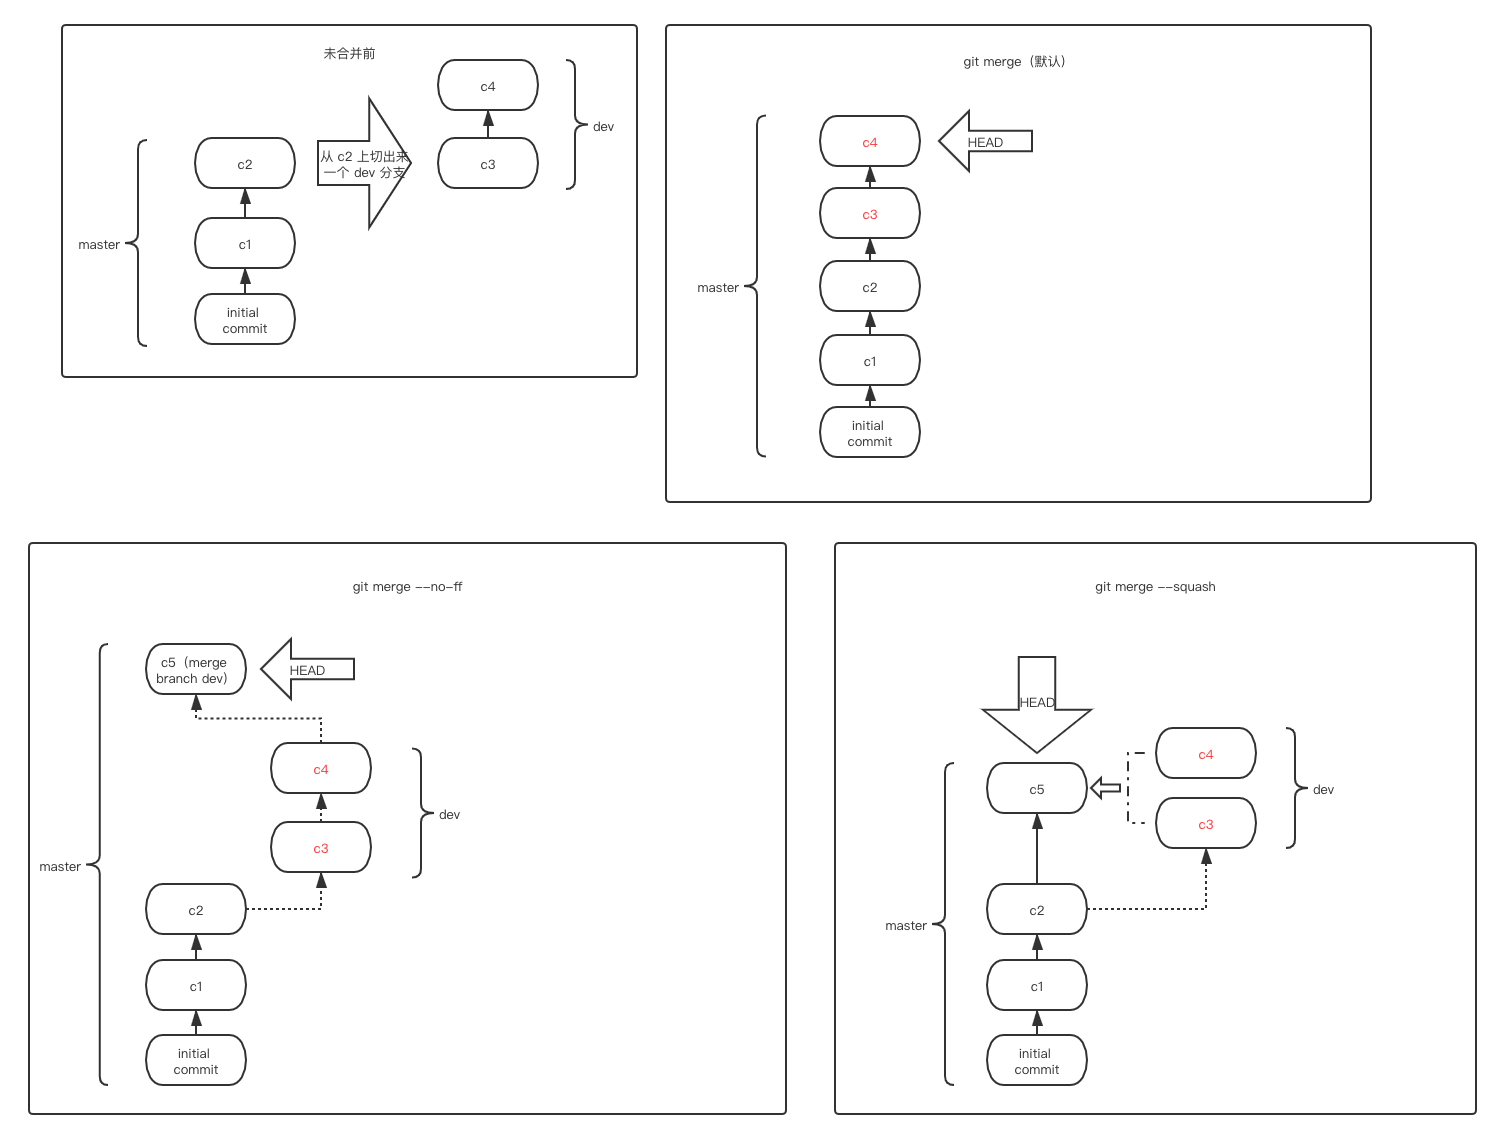 未合并前
c4
dev
c2
从 c2 上切出来
一个 dev 分支
c3
master
c1
initial
commit
git merge（默认）
c4
HEAD
c3
master
c2
c1
initial
commit
git merge --no-ff
c5（merge
branch dev）
HEAD
c4
dev
c3
master
c2
c1
initial
commit
git merge --squash
HEAD
c4
c5
dev
c3
c2
master
c1
initial
commit